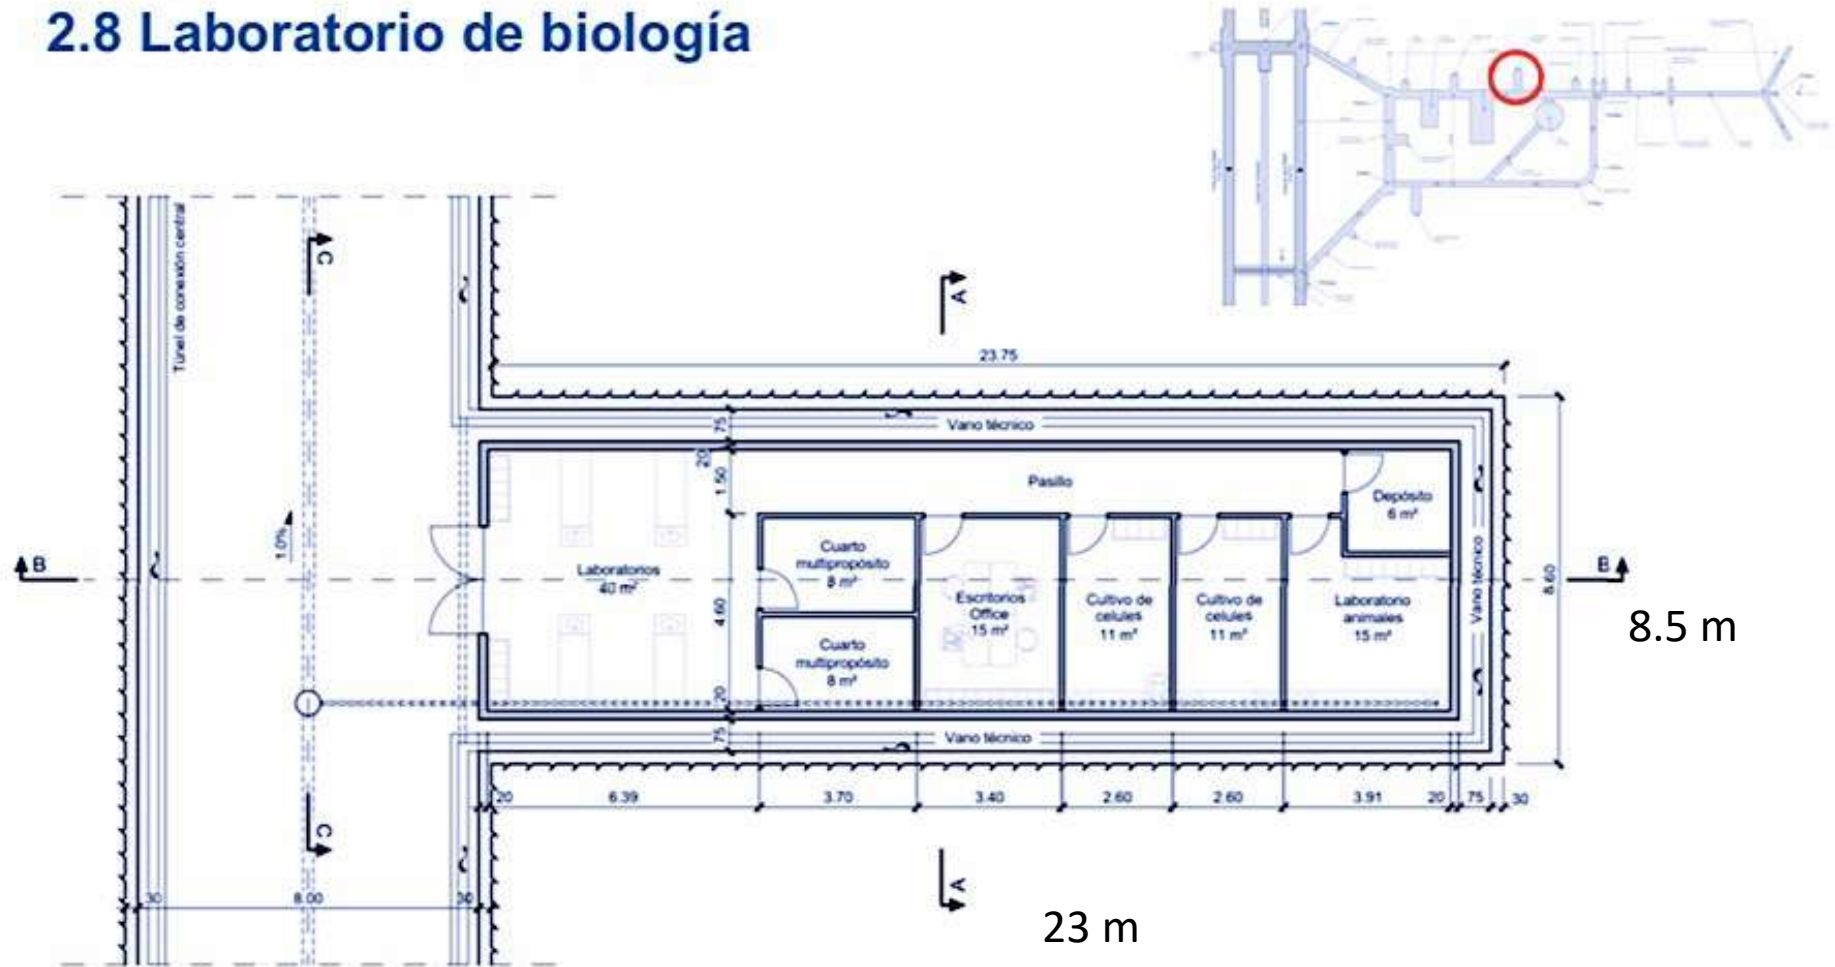 2.8 Laboratorio de biología
Túnel de conexión central
C
A
23.75
75
Vano técnico
20
1.50
Pasillo
Depósito
6 m²
1.0%
B
Laboratorios
40 m²
Cuarto
multipropósito
8 m²
Escritorios
Office
15 m²
Cultivo de
celules
11 m²
Cultivo de
celules
11 m²
Laboratorio
animales
15 m²
Vano técnico
B
8.60
8.5 m
4.60
Cuarto
multipropósito
8 m²
20
75
Vano técnico
20
6.39
3.70
3.40
2.60
2.60
3.91
20
75
30
C
A
30
8.00
30
23 m